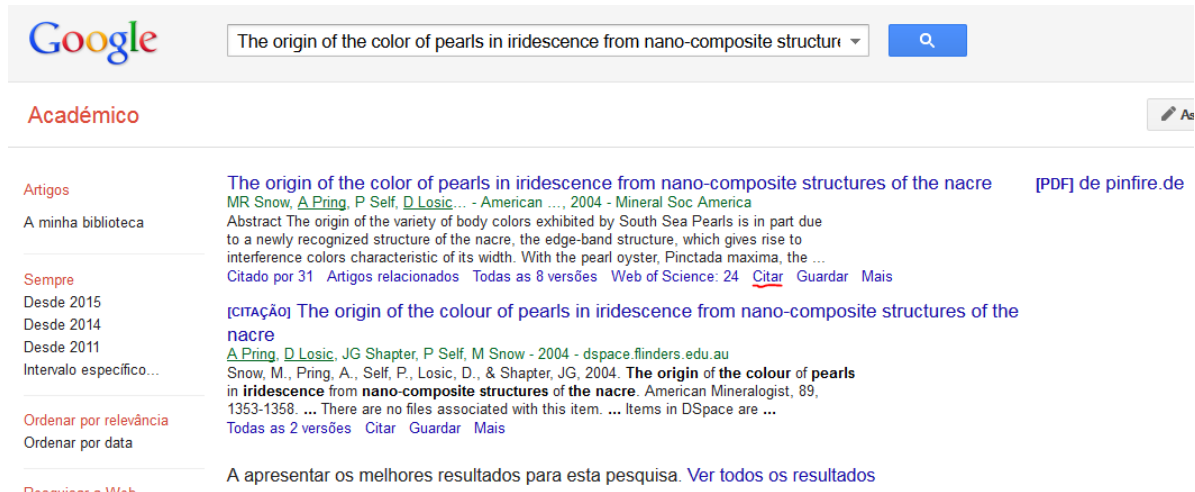 Google
The origin of the color of pearls in iridescence from nano-composite structur
Académico
Artigos
A minha biblioteca
Sempre
Desde 2015
Desde 2014
Desde 2011
Intervalo específico...
Ordenar por relevância
Ordenar por data
The origin of the color of pearls in iridescence from nano-composite structures of the nacre
[PDF] de pinfire.de
MR Snow, A Pring, P Self, D Losic... - American ..., 2004 - Mineral Soc America
Abstract The origin of the variety of body colors exhibited by South Sea Pearls is in part due
to a newly recognized structure of the nacre, the edge-band structure, which gives rise to
interference colors characteristic of its width. With the pearl oyster, Pinctada maxima, the ...
Citado por 31 Artigos relacionados Todas as 8 versões Web of Science: 24 Citar Guardar Mais
[CITAÇÃO] The origin of the colour of pearls in iridescence from nano-composite structures of the
nacre
A Pring, D Losic, JG Shapter, P Self, M Snow - 2004 - dspace.flinders.edu.au
Snow, M., Pring, A., Self, P., Losic, D., & Shapter, JG, 2004. The origin of the colour of pearls
in iridescence from nano-composite structures of the nacre. American Mineralogist, 89,
1353-1358. ... There are no files associated with this item. ... Items in DSpace are ...
Todas as 2 versões Citar Guardar Mais
A apresentar os melhores resultados para esta pesquisa. Ver todos os resultados